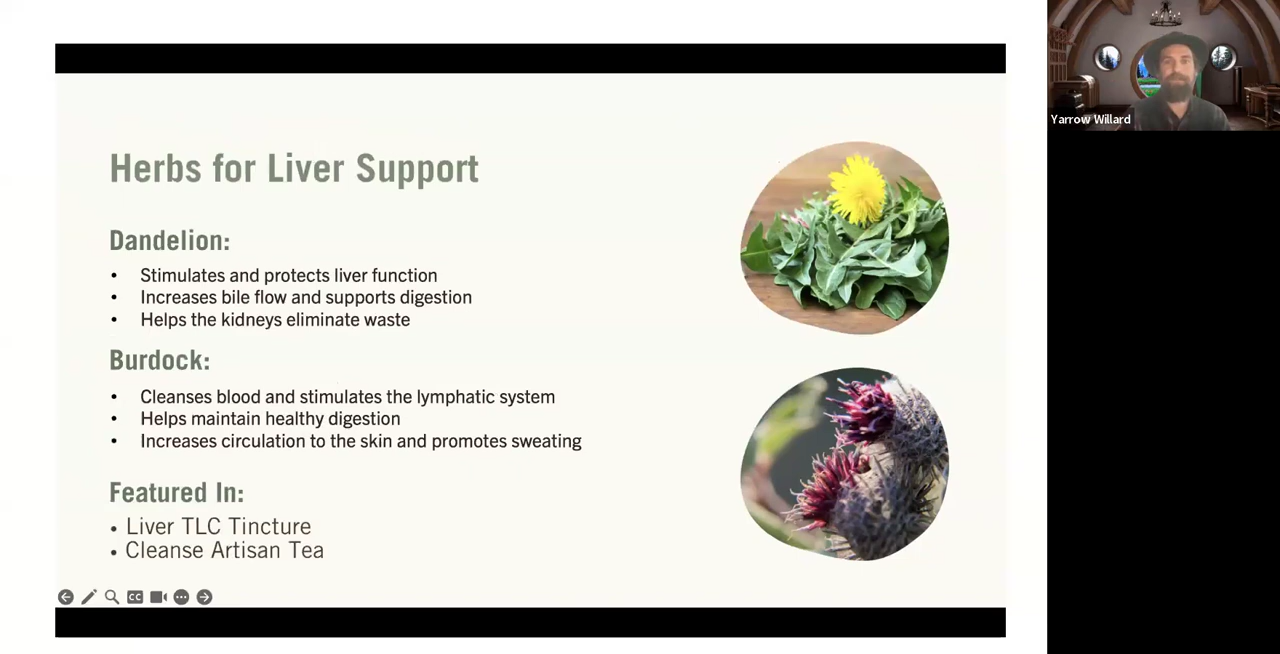 Herbs for Liver Support
Dandelion:
• Stimulates and protects liver function
• Increases bile flow and supports digestion
• Helps the kidneys eliminate waste
Burdock:
• Cleanses blood and stimulates the lymphatic system
• Helps maintain healthy digestion
• Increases circulation to the skin and promotes sweating
Featured In:
• Liver TLC Tincture
• Cleanse Artisan Tea
CC
Yarrow Willard